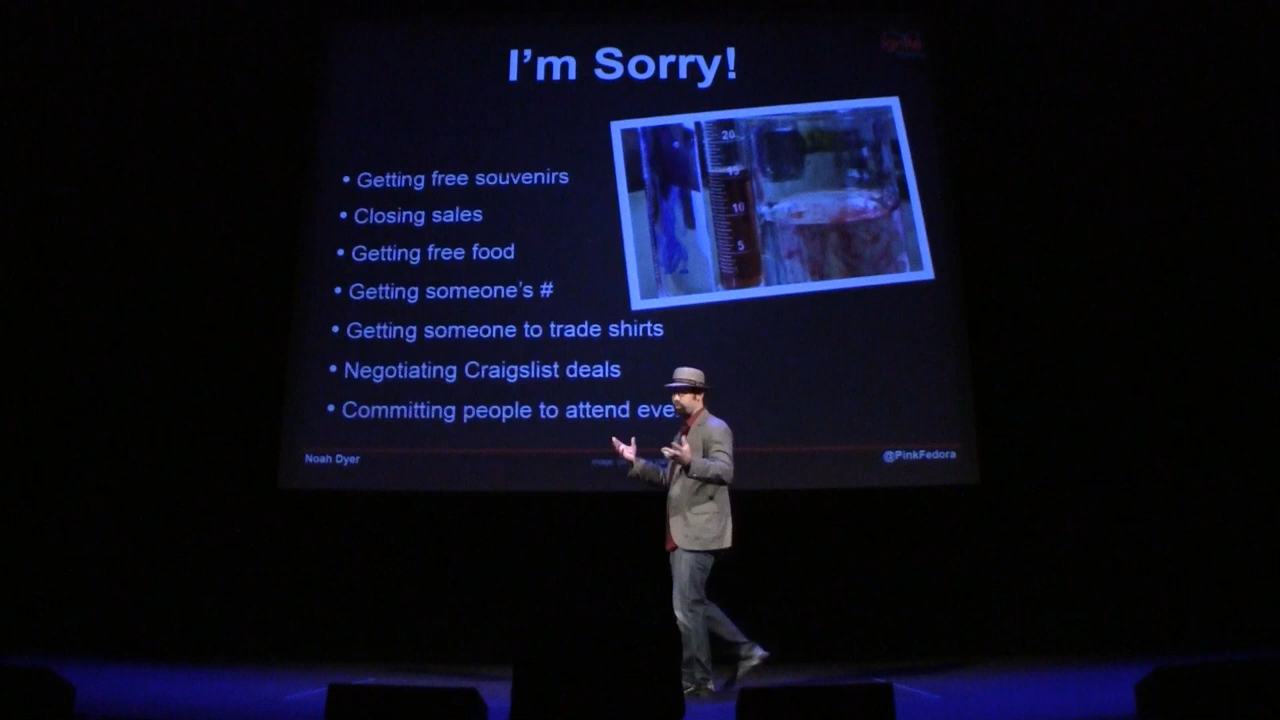 I'm Sorry!
ignite
20
15
10
5
• Getting free souvenirs
• Closing sales
• Getting free food
• Getting someone's #
• Getting someone to trade shirts
• Negotiating Craigslist deals
• Committing people to attend eve
Noah Dyer
@PinkFedora